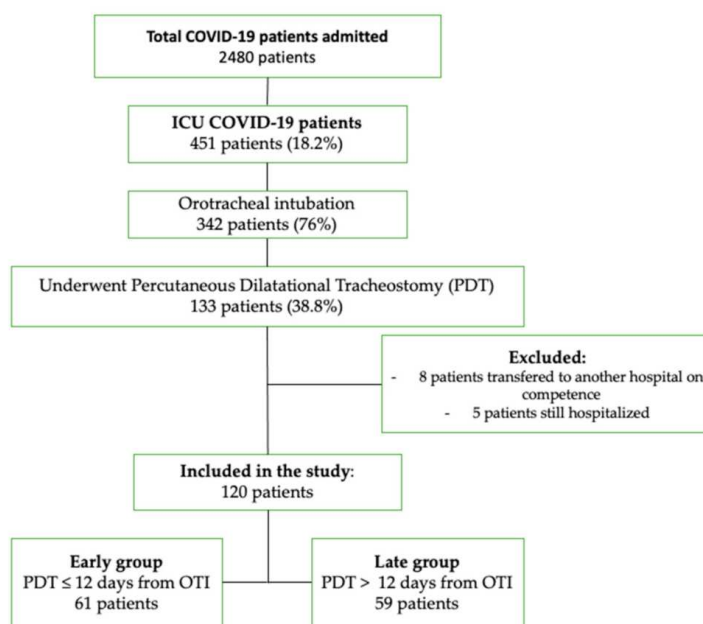 Total COVID-19 patients admitted
2480 patients
ICU COVID-19 patients
451 patients (18.2%)
Orotracheal intubation
342 patients (76%)
Underwent Percutaneous Dilatational Tracheostomy (PDT)
133 patients (38.8%)
Excluded:
- 8 patients transfered to another hospital on
competence
- 5 patients still hospitalized
Included in the study:
120 patients
Early group
PDT ≤ 12 days from OTI
61 patients
Late group
PDT > 12 days from OTI
59 patients